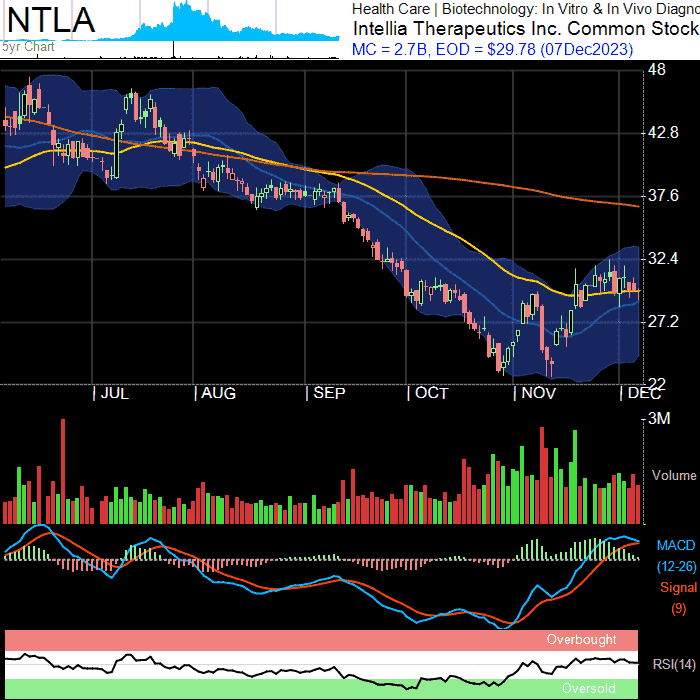 NTLA
5yr Chart
Health Care | Biotechnology: In Vitro & In Vivo Diagno
Intellia Therapeutics Inc. Common Stock
MC = 2.7B, EOD = $29.78 (07Dec2023)
48
42.8
37.6
32.4
27.2
22
JUL AUG SEP OCT NOV DEC
3M
Volume
MACD
(12-26)
Signal
(9)
Overbought
RSI(14)
Oversold